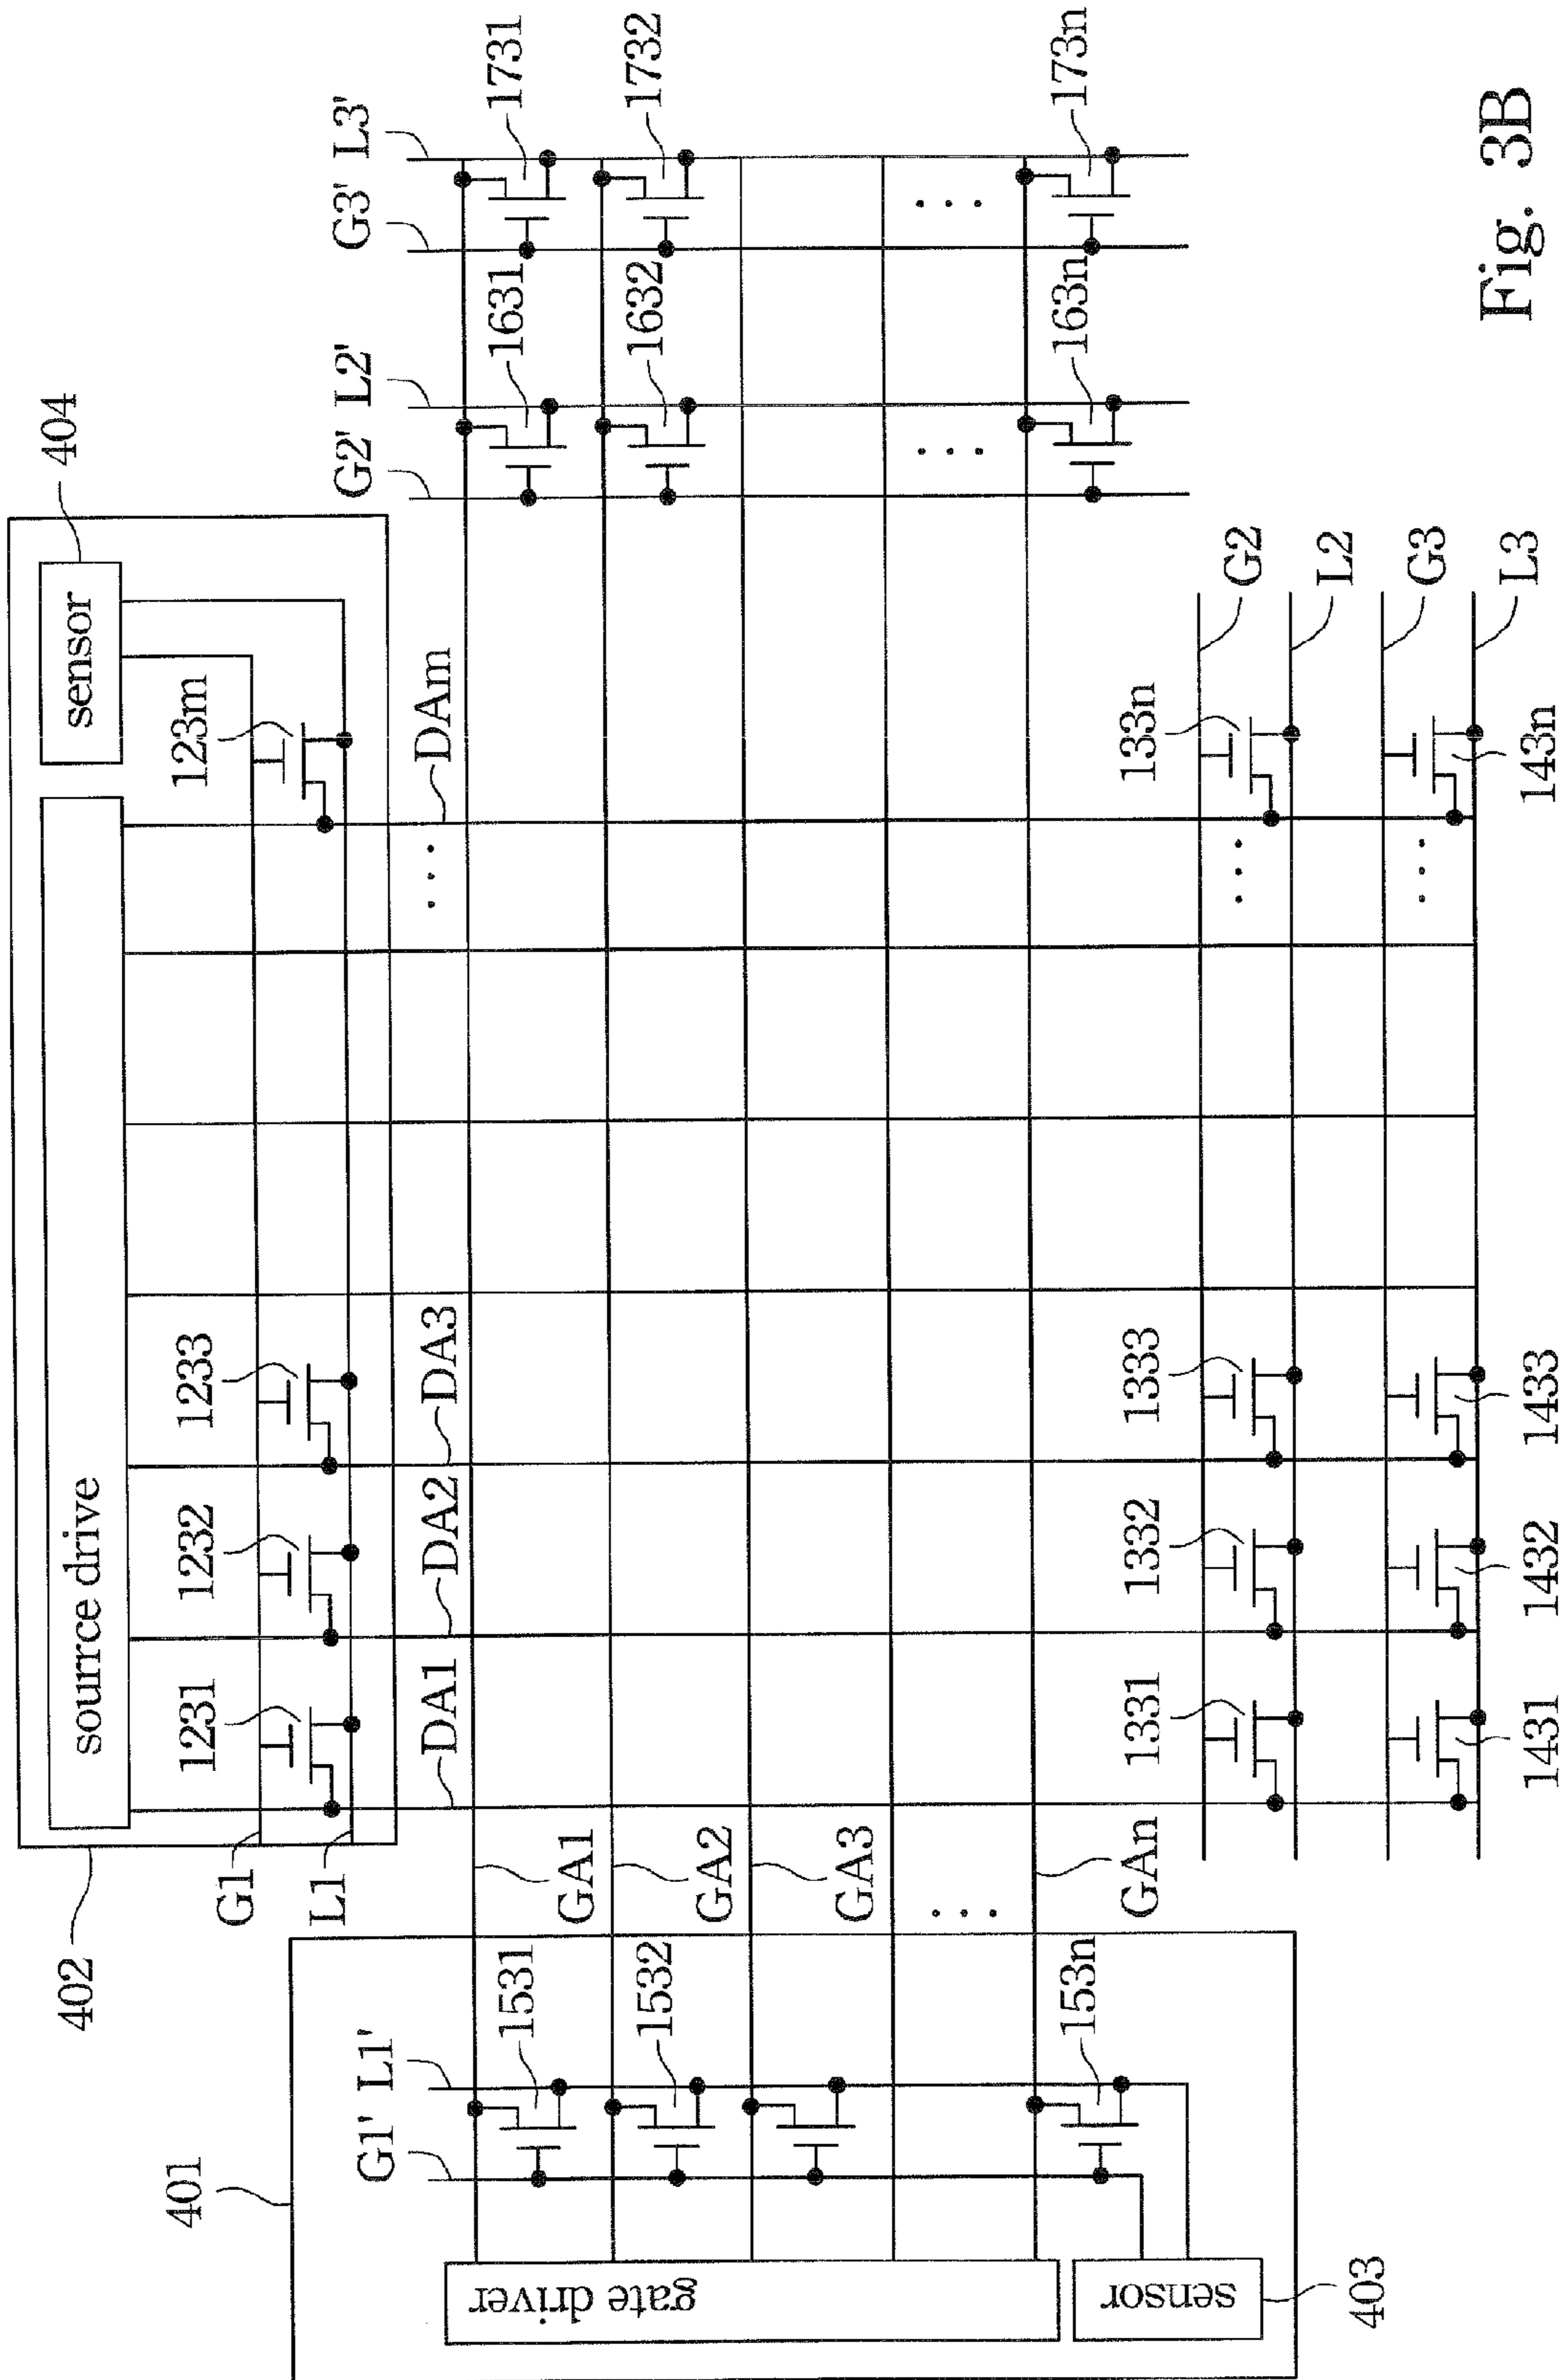 404
sensor
source drive
402
G1
L1
1231
1232
1233
123m
DA1
DA2
DA3
. . .
DAm
G2'
L2'
G3'
L3'
1631
1731
1632
1732
. . .
. . .
163n
173n
401
G1'
L1'
1531
1532
153n
gate driver
sensor
403
GA1
GA2
GA3
. . .
GAn
1331
1332
1333
133n
. . .
G2
L2
. . .
G3
L3
1431
1432
1433
143n
Fig. 3B